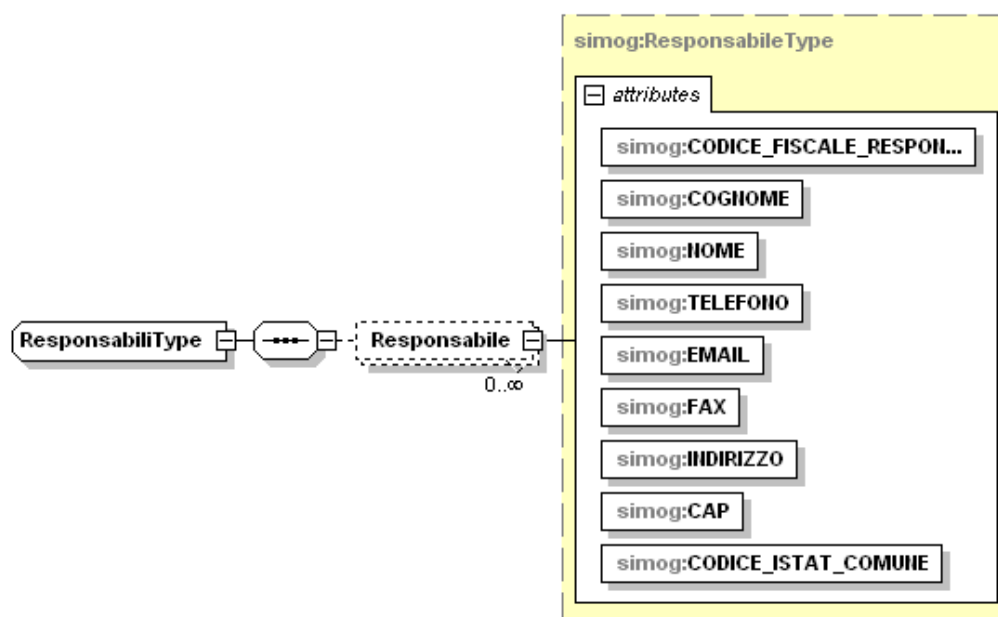 simog:ResponsabileType
attributes
simog:CODICE_FISCALE_RESPON...
simog:COGNOME
simog:NOME
simog:TELEFONO
ResponsabiliType
Responsabile
0..∞
simog:EMAIL
simog:FAX
simog:INDIRIZZO
simog:CAP
simog:CODICE_ISTAT_COMUNE